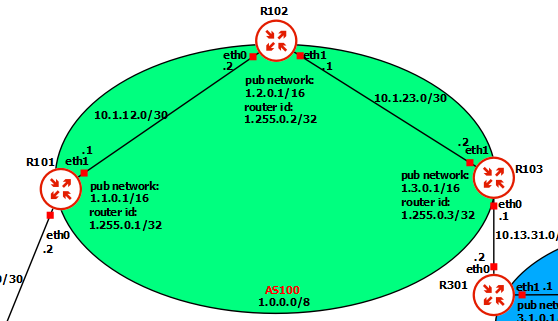 R102
eth0
eth1
.2
.1
pub network:
1.2.0.1/16
router id:
1.255.0.2/32
10.1.12.0/30
10.1.23.0/30
R101
.1
eth1
.2
eth1
R103
pub network:
1.1.0.1/16
router id:
1.255.0.1/32
pub network:
1.3.0.1/16
router id:
1.255.0.3/32
eth0
.2
eth0
.1
10.13.31.0/
0/30
.2
eth0
R301
eth1 .1
AS100
1.0.0.0/8
pub net
3.1.0.1